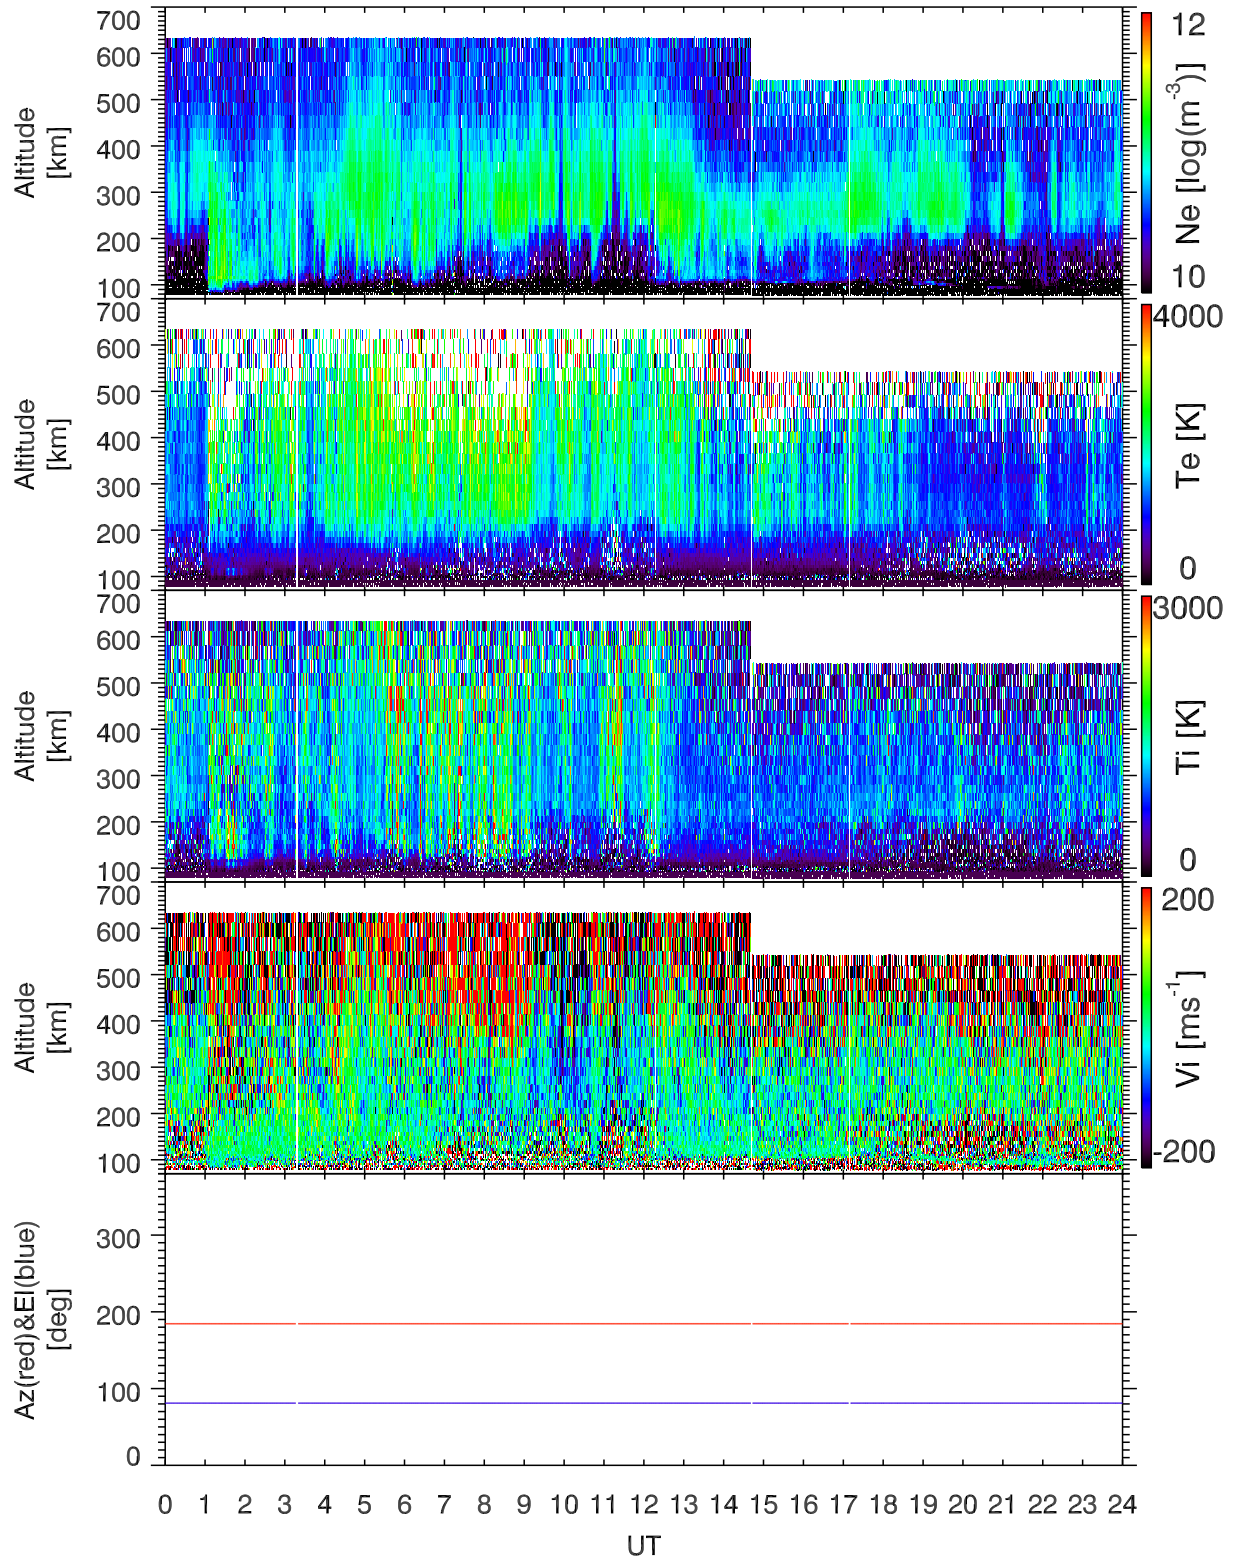 700
600
500
400
300
200
100
Altitude
[km]
12
10
Ne [log(m⁻³)]
700
600
500
400
300
200
100
Altitude
[km]
4000
0
Te [K]
700
600
500
400
300
200
100
Altitude
[km]
3000
0
Ti [K]
700
600
500
400
300
200
100
Altitude
[km]
200
-200
Vi [ms⁻¹]
300
200
100
0
Az(red)&El(blue)
[deg]
0 1 2 3 4 5 6 7 8 9 10 11 12 13 14 15 16 17 18 19 20 21 22 23 24
UT